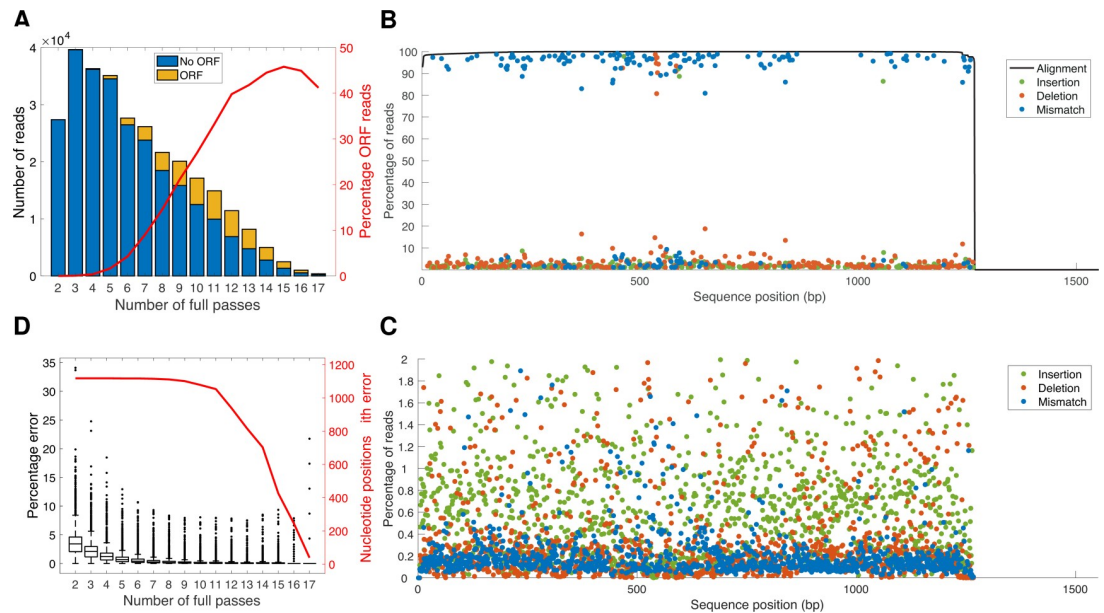 A
×10⁴
No ORF
ORF
Number of reads
4
3
2
1
0
Percentage ORF reads
50
40
30
20
10
0
2 3 4 5 6 7 8 9 10 11 12 13 14 15 16 17
Number of full passes
B
Percentage of reads
100
90
80
70
60
50
40
30
20
10
0 500 1000 1500
Sequence position (bp)
Alignment
Insertion
Deletion
Mismatch
D
Percentage error
35
30
25
20
15
10
5
0
Nucleotide positions ith error
1200
1000
800
600
400
200
0
2 3 4 5 6 7 8 9 10 11 12 13 14 15 16 17
Number of full passes
C
Percentage of reads
2
1.8
1.6
1.4
1.2
1
0.8
0.6
0.4
0.2
0
0 500 1000 1500
Sequence position (bp)
Insertion
Deletion
Mismatch